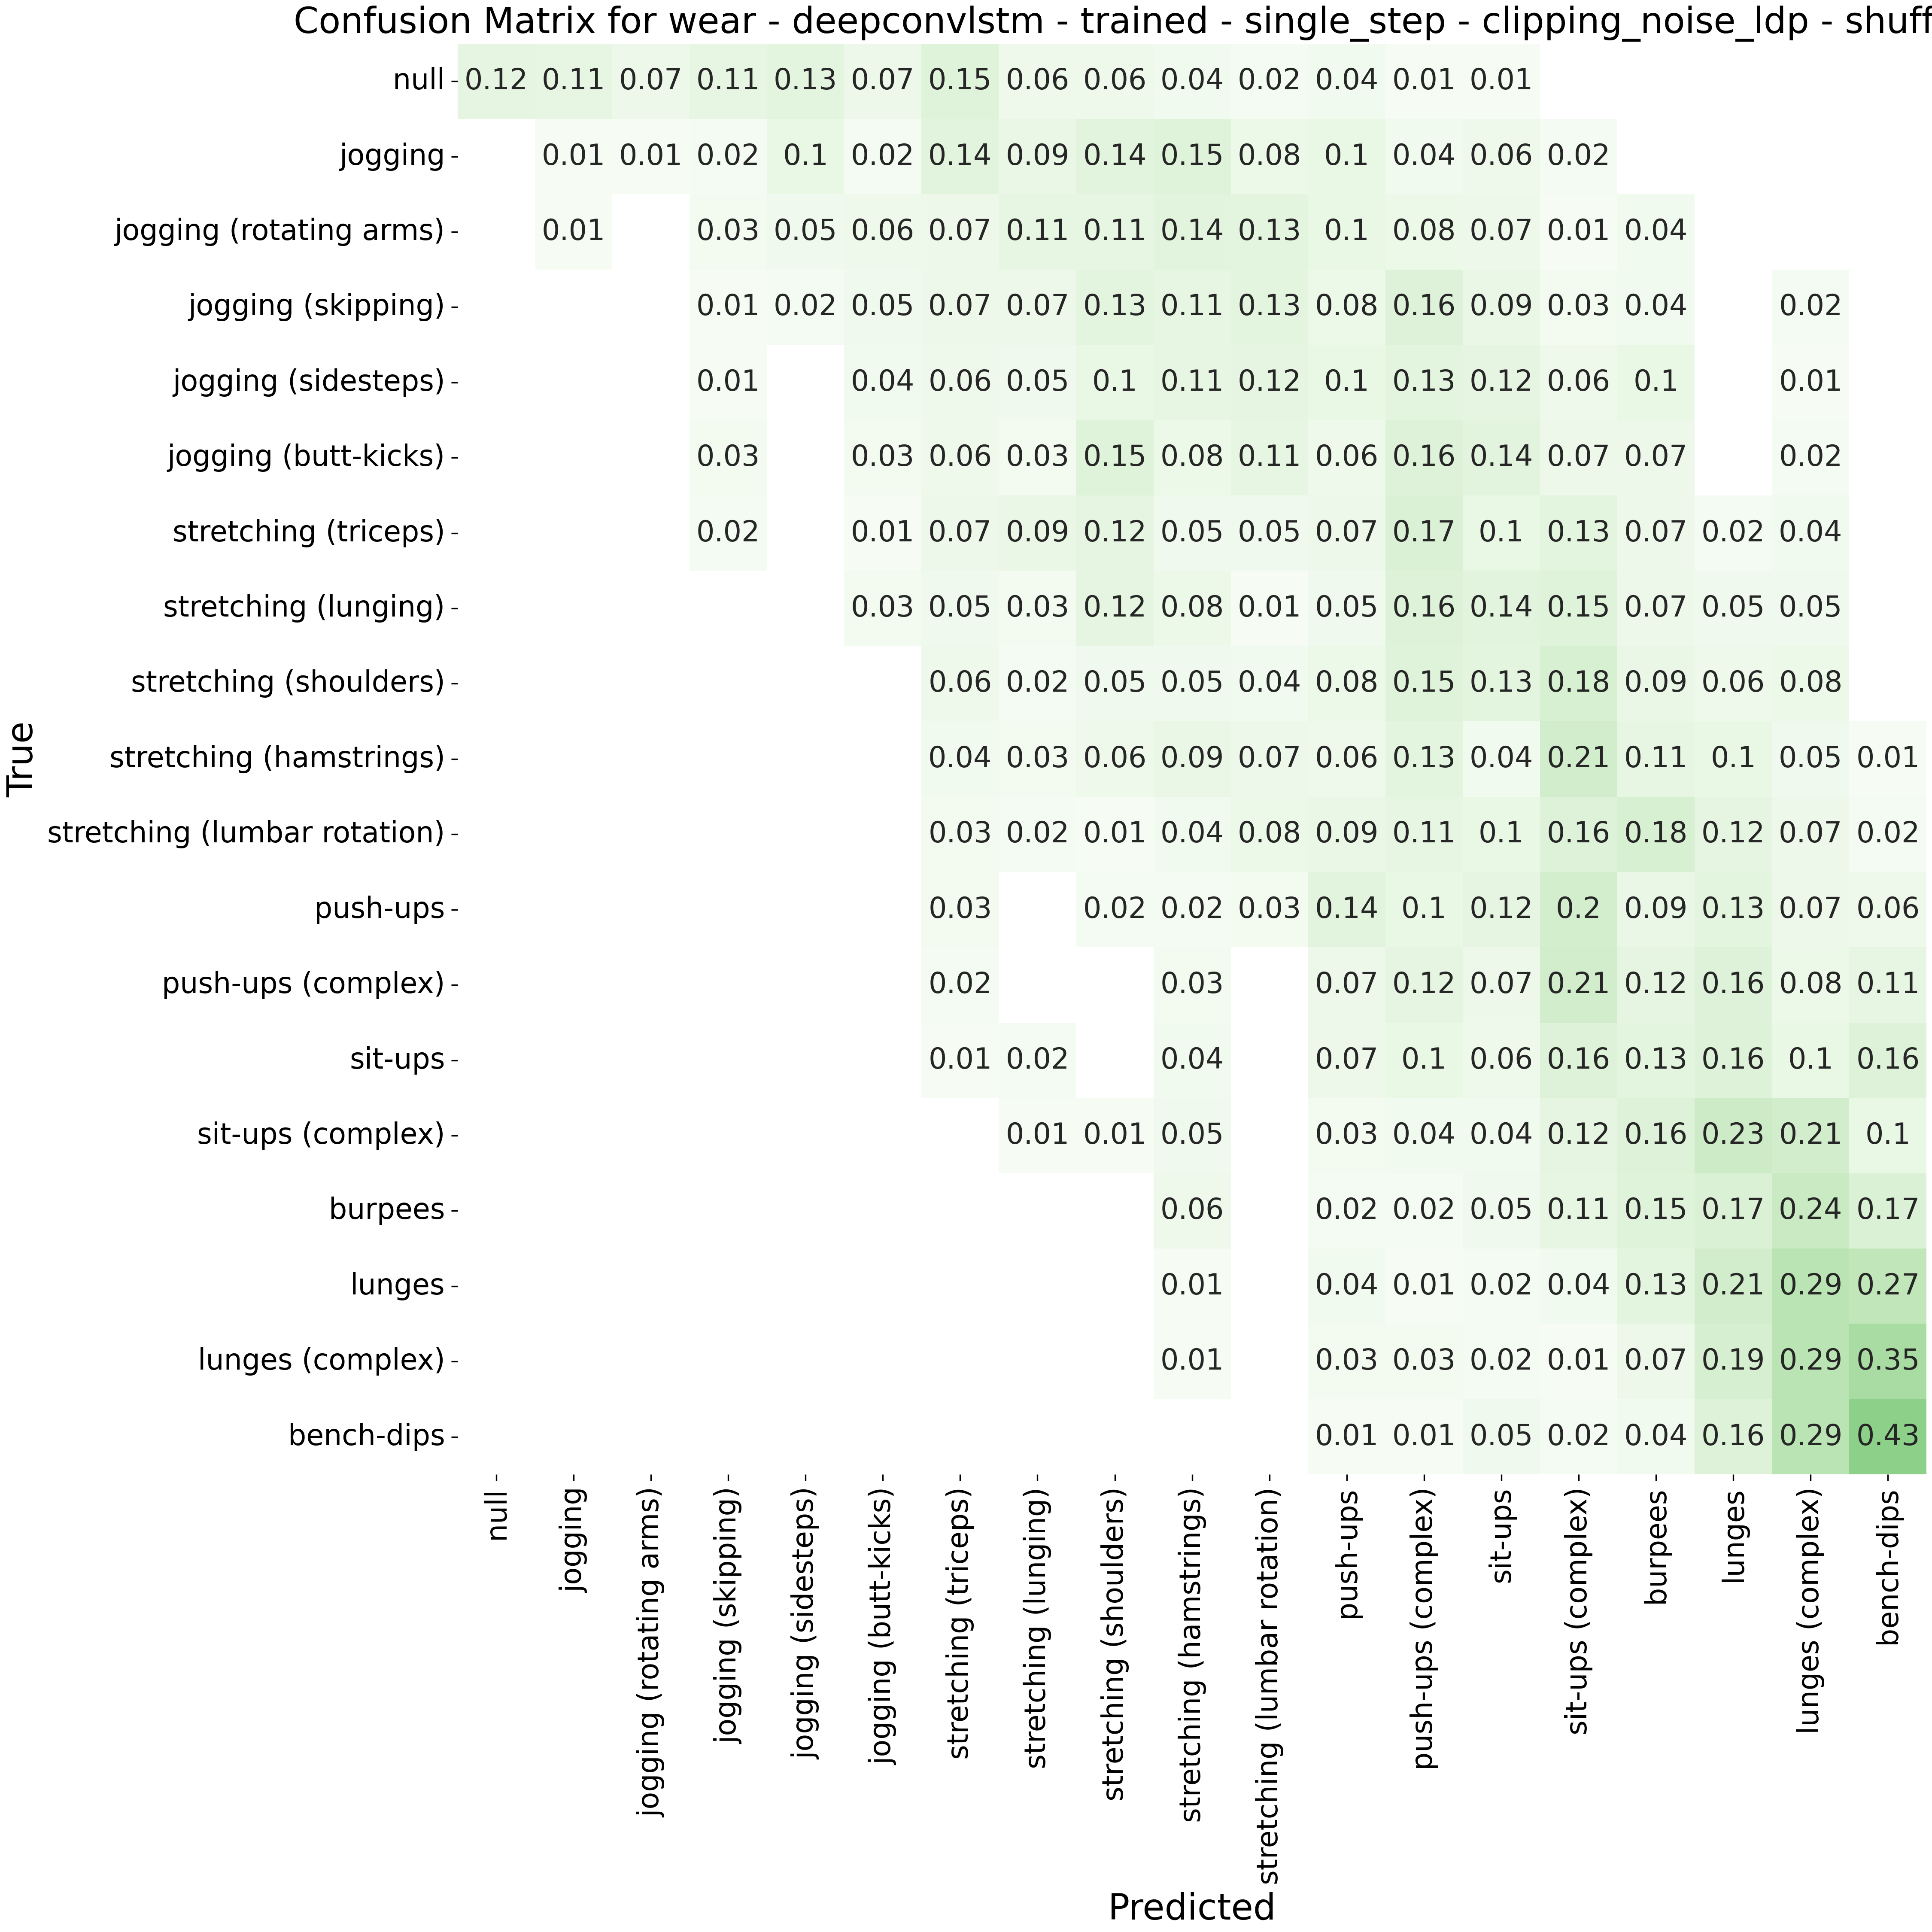 Confusion Matrix for wear - deepconvlstm - trained - single_step - clipping_noise_ldp - shuff
null 0.12 0.11 0.07 0.11 0.13 0.07 0.15 0.06 0.06 0.04 0.02 0.04 0.01 0.01
jogging 0.01 0.01 0.02 0.1 0.02 0.14 0.09 0.14 0.15 0.08 0.1 0.04 0.06 0.02
jogging (rotating arms) 0.01 0.03 0.05 0.06 0.07 0.11 0.11 0.14 0.13 0.1 0.08 0.07 0.01 0.04
jogging (skipping) 0.01 0.02 0.05 0.07 0.07 0.13 0.11 0.13 0.08 0.16 0.09 0.03 0.04 0.02
jogging (sidesteps) 0.01 0.04 0.06 0.05 0.1 0.11 0.12 0.1 0.13 0.12 0.06 0.1 0.01
jogging (butt-kicks) 0.03 0.03 0.06 0.03 0.15 0.08 0.11 0.06 0.16 0.14 0.07 0.07 0.02
stretching (triceps) 0.02 0.01 0.07 0.09 0.12 0.05 0.05 0.07 0.17 0.1 0.13 0.07 0.02 0.04
stretching (lunging) 0.03 0.05 0.03 0.12 0.08 0.01 0.05 0.16 0.14 0.15 0.07 0.05 0.05
stretching (shoulders) 0.06 0.02 0.05 0.05 0.04 0.08 0.15 0.13 0.18 0.09 0.06 0.08
stretching (hamstrings) 0.04 0.03 0.06 0.09 0.07 0.06 0.13 0.04 0.21 0.11 0.1 0.05 0.01
stretching (lumbar rotation) 0.03 0.02 0.01 0.04 0.08 0.09 0.11 0.1 0.16 0.18 0.12 0.07 0.02
push-ups 0.03 0.02 0.02 0.03 0.14 0.1 0.12 0.2 0.09 0.13 0.07 0.06
push-ups (complex) 0.02 0.03 0.07 0.12 0.07 0.21 0.12 0.16 0.08 0.11
sit-ups 0.01 0.02 0.04 0.07 0.1 0.06 0.16 0.13 0.16 0.1 0.16
sit-ups (complex) 0.01 0.01 0.05 0.03 0.04 0.04 0.12 0.16 0.23 0.21 0.1
burpees 0.06 0.02 0.02 0.05 0.11 0.15 0.17 0.24 0.17
lunges 0.01 0.04 0.01 0.02 0.04 0.13 0.21 0.29 0.27
lunges (complex) 0.01 0.03 0.03 0.02 0.01 0.07 0.19 0.29 0.35
bench-dips 0.01 0.01 0.05 0.02 0.04 0.16 0.29 0.43
True
null
jogging
jogging (rotating arms)
jogging (skipping)
jogging (sidesteps)
jogging (butt-kicks)
stretching (triceps)
stretching (lunging)
stretching (shoulders)
stretching (hamstrings)
stretching (lumbar rotation)
push-ups
push-ups (complex)
sit-ups
sit-ups (complex)
burpees
lunges
lunges (complex)
bench-dips
Predicted